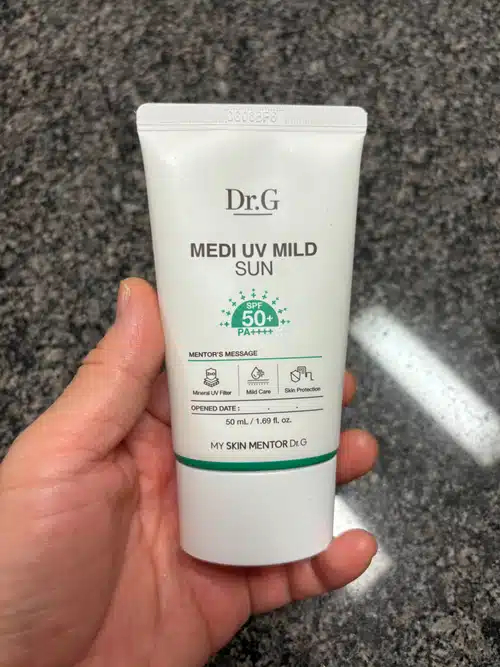 Dr.G
MEDI UV MILD
SUN
SPF
50+
PA++++
MENTOR'S MESSAGE
Mineral UV Filter Mild Care Skin Protection
OPENED DATE : . .
50 mL / 1.69 fl. oz.
MY SKIN MENTOR Dr.G